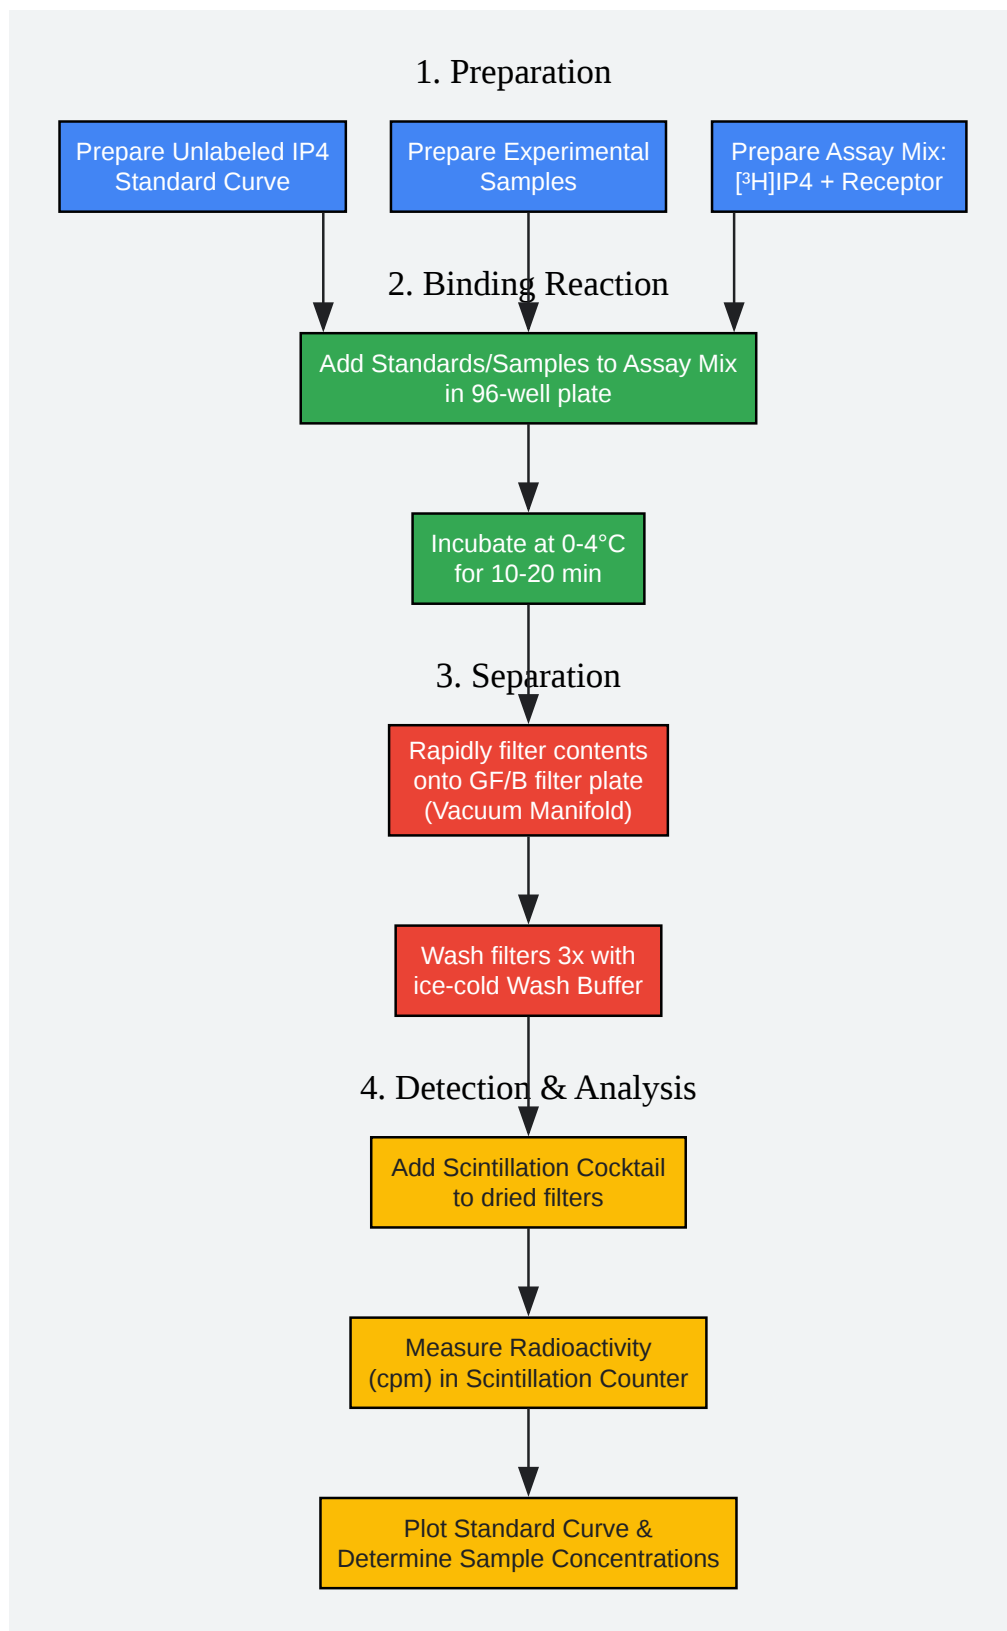 1. Preparation
Prepare Unlabeled IP4
Standard Curve
Prepare Experimental
Samples
Prepare Assay Mix:
[³H]IP4 + Receptor
2. Binding Reaction
Add Standards/Samples to Assay Mix
in 96-well plate
Incubate at 0-4°C
for 10-20 min
3. Separation
Rapidly filter contents
onto GF/B filter plate
(Vacuum Manifold)
Wash filters 3x with
ice-cold Wash Buffer
4. Detection & Analysis
Add Scintillation Cocktail
to dried filters
Measure Radioactivity
(cpm) in Scintillation Counter
Plot Standard Curve &
Determine Sample Concentrations